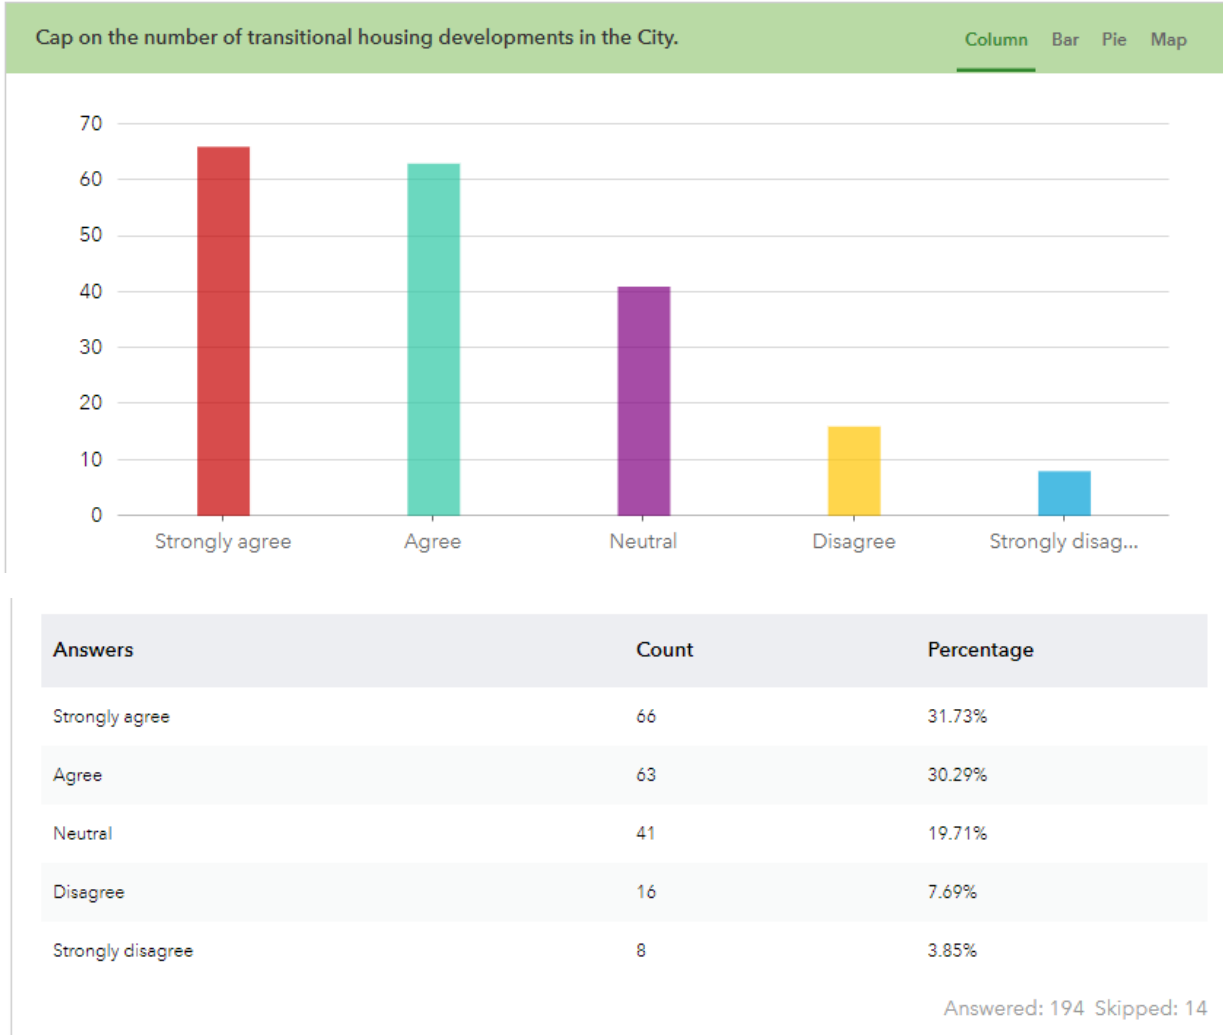 Cap on the number of transitional housing developments in the City.
Column Bar Pie Map
70
60
50
40
30
20
10
0
Strongly agree Agree Neutral Disagree Strongly disag...
Answers Count Percentage
Strongly agree 66 31.73%
Agree 63 30.29%
Neutral 41 19.71%
Disagree 16 7.69%
Strongly disagree 8 3.85%
Answered: 194 Skipped: 14